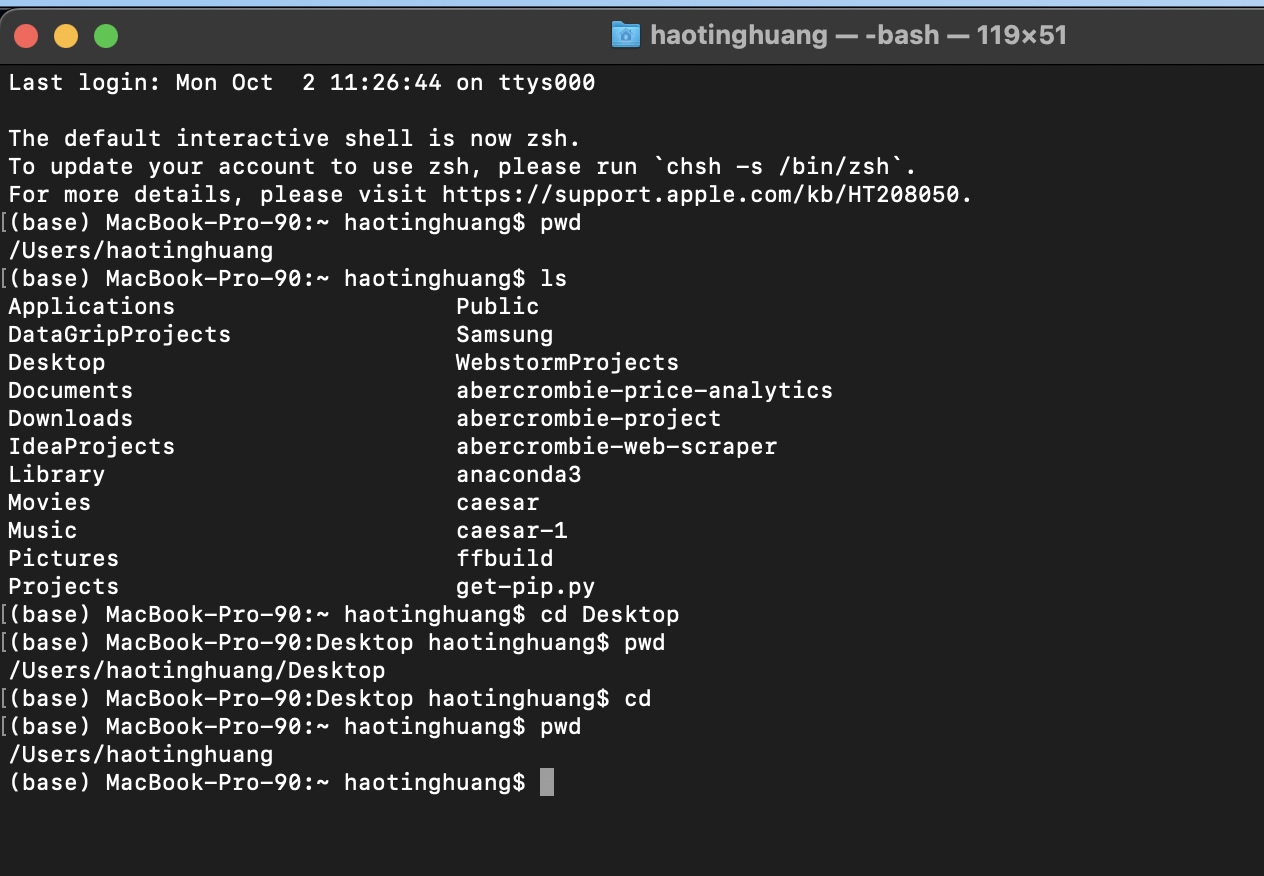 haotinghuang — -bash — 119×51
Last login: Mon Oct  2 11:26:44 on ttys000
The default interactive shell is now zsh.
To update your account to use zsh, please run `chsh -s /bin/zsh`.
For more details, please visit https://support.apple.com/kb/HT208050.
[(base) MacBook-Pro-90:~ haotinghuang$ pwd
/Users/haotinghuang
[(base) MacBook-Pro-90:~ haotinghuang$ ls
Applications                    Public
DataGripProjects                Samsung
Desktop                         WebstormProjects
Documents                       abercrombie-price-analytics
Downloads                       abercrombie-project
IdeaProjects                    abercrombie-web-scraper
Library                         anaconda3
Movies                          caesar
Music                           caesar-1
Pictures                        ffbuild
Projects                        get-pip.py
[(base) MacBook-Pro-90:~ haotinghuang$ cd Desktop
[(base) MacBook-Pro-90:Desktop haotinghuang$ pwd
/Users/haotinghuang/Desktop
[(base) MacBook-Pro-90:Desktop haotinghuang$ cd
[(base) MacBook-Pro-90:~ haotinghuang$ pwd
/Users/haotinghuang
(base) MacBook-Pro-90:~ haotinghuang$